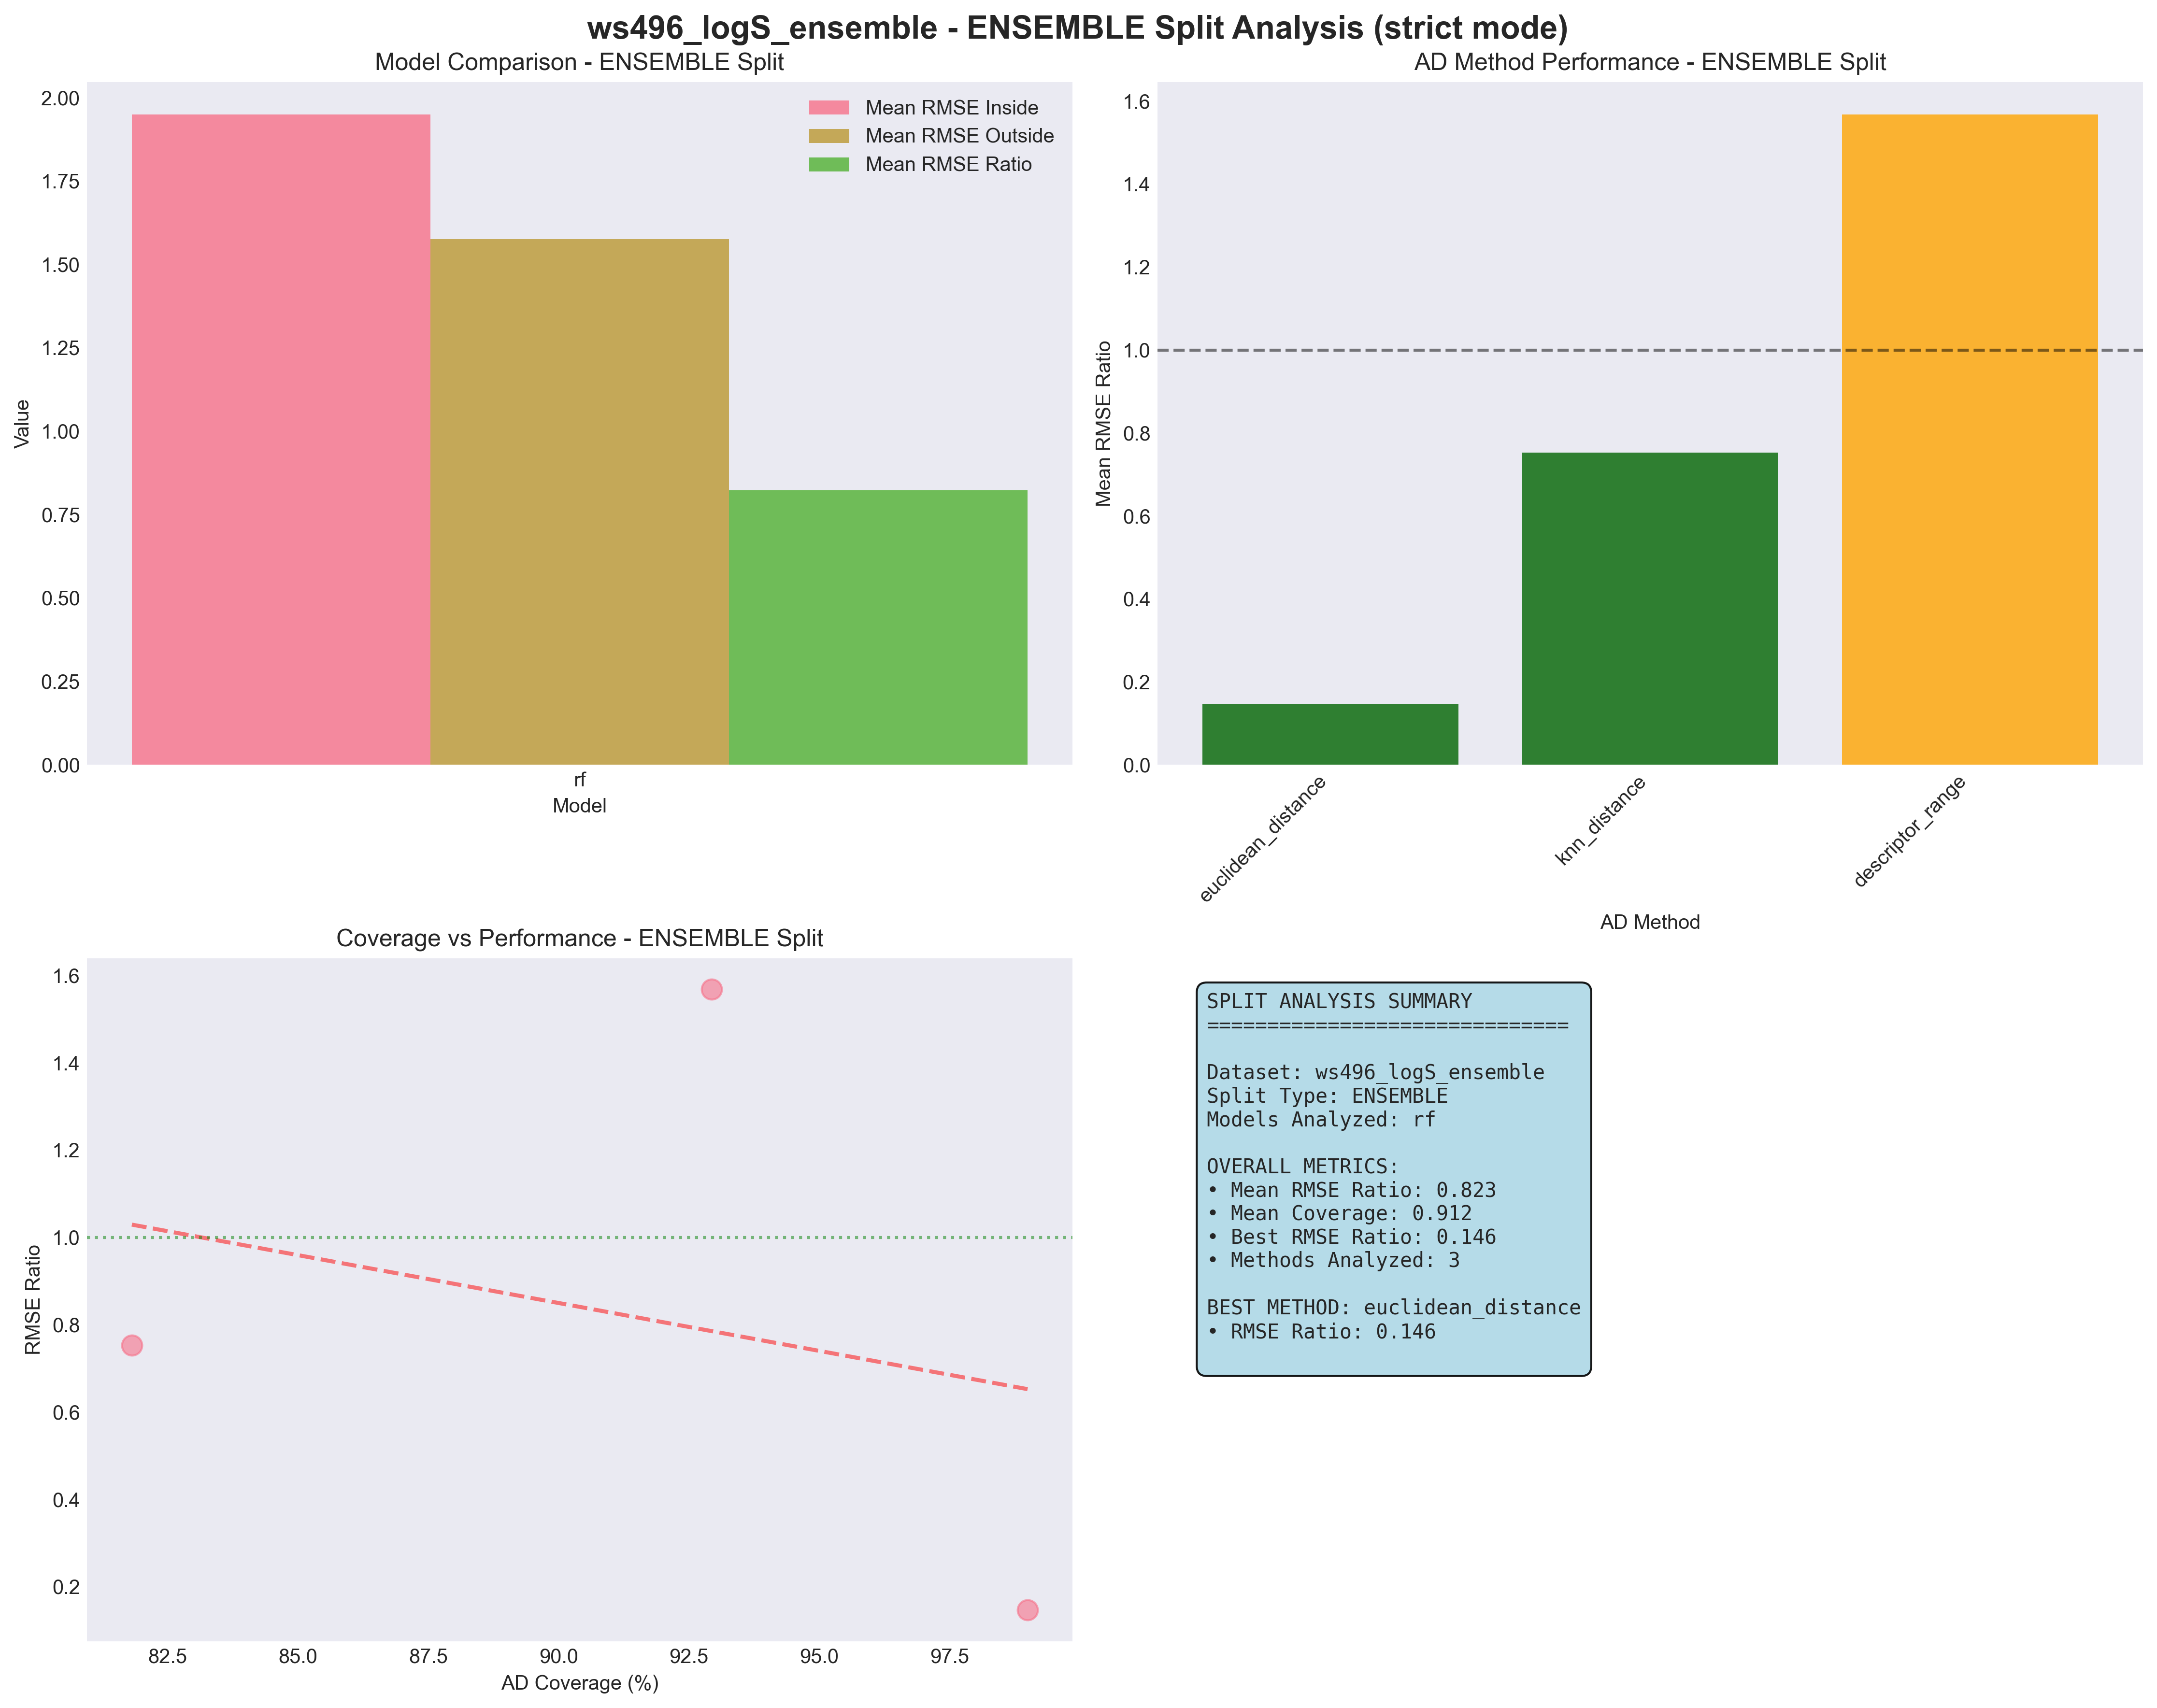 ws496_logS_ensemble - ENSEMBLE Split Analysis (strict mode)
Model Comparison - ENSEMBLE Split
Mean RMSE Inside
Mean RMSE Outside
Mean RMSE Ratio
2.00
1.75
1.50
1.25
1.00
0.75
0.50
0.25
0.00
Value
rf
Model
AD Method Performance - ENSEMBLE Split
1.6
1.4
1.2
1.0
0.8
0.6
0.4
0.2
0.0
Mean RMSE Ratio
euclidean_distance
knn_distance
descriptor_range
AD Method
Coverage vs Performance - ENSEMBLE Split
1.6
1.4
1.2
1.0
0.8
0.6
0.4
0.2
RMSE Ratio
82.5
85.0
87.5
90.0
92.5
95.0
97.5
AD Coverage (%)
SPLIT ANALYSIS SUMMARY
==============================
Dataset: ws496_logS_ensemble
Split Type: ENSEMBLE
Models Analyzed: rf
OVERALL METRICS:
• Mean RMSE Ratio: 0.823
• Mean Coverage: 0.912
• Best RMSE Ratio: 0.146
• Methods Analyzed: 3
BEST METHOD: euclidean_distance
• RMSE Ratio: 0.146